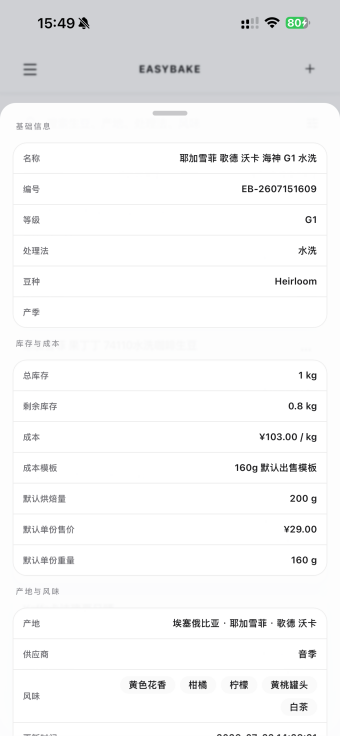 15:49
80
EASYBAKE
+
基础信息
名称 耶加雪菲 歌德 沃卡 海神 G1 水洗
编号 EB-2607151609
等级 G1
处理法 水洗
豆种 Heirloom
产季
库存与成本
总库存 1 kg
剩余库存 0.8 kg
成本 ¥103.00 / kg
成本模板 160g 默认出售模板
默认烘焙量 200 g
默认单份售价 ¥29.00
默认单份重量 160 g
产地与风味
产地 埃塞俄比亚 · 耶加雪菲 · 歌德 沃卡
供应商 音季
风味 黄色花香 柑橘 柠檬 黄桃罐头
白茶